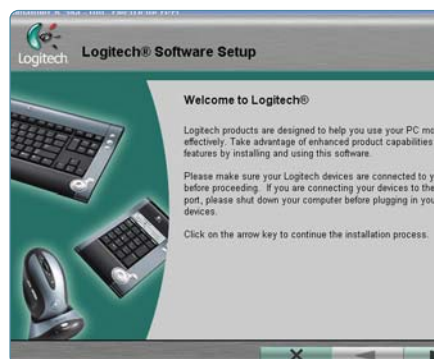 Logitech
Logitech® Software Setup
Welcome to Logitech®
Logitech products are designed to help you use your PC
effectively. Take advantage of enhanced product capabilities
features by installing and using this software.
Please make sure your Logitech devices are connected to
before proceeding. If you are connecting your devices to the
port, please shut down your computer before plugging in
devices.
Click on the arrow key to continue the installation process.